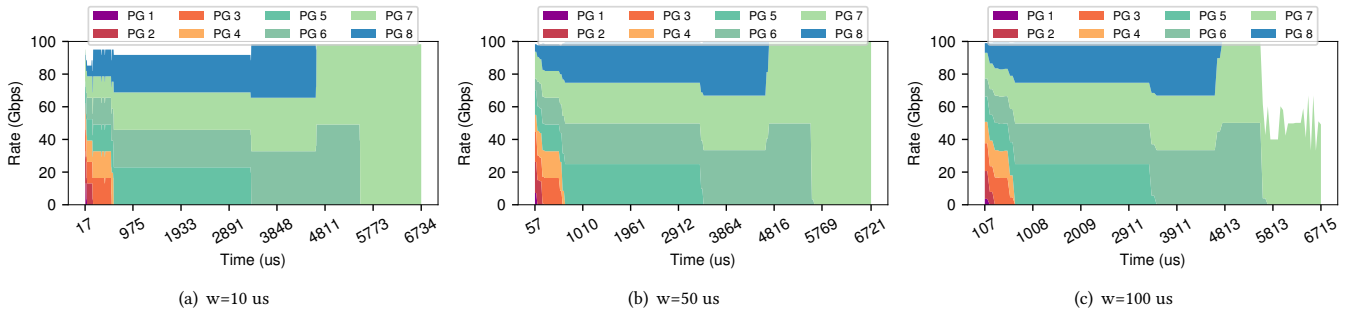 PG 1 PG 3 PG 5 PG 7
PG 2 PG 4 PG 6 PG 8
100
80
60
40
20
0
Rate (Gbps)
17 975 1933 2891 3848 4811 5773 6734
Time (us)
(a) w=10 us
PG 1 PG 3 PG 5 PG 7
PG 2 PG 4 PG 6 PG 8
100
80
60
40
20
0
Rate (Gbps)
57 1010 1961 2912 3864 4816 5769 6721
Time (us)
(b) w=50 us
PG 1 PG 3 PG 5 PG 7
PG 2 PG 4 PG 6 PG 8
100
80
60
40
20
0
Rate (Gbps)
107 1008 2009 2911 3911 4813 5813 6715
Time (us)
(c) w=100 us